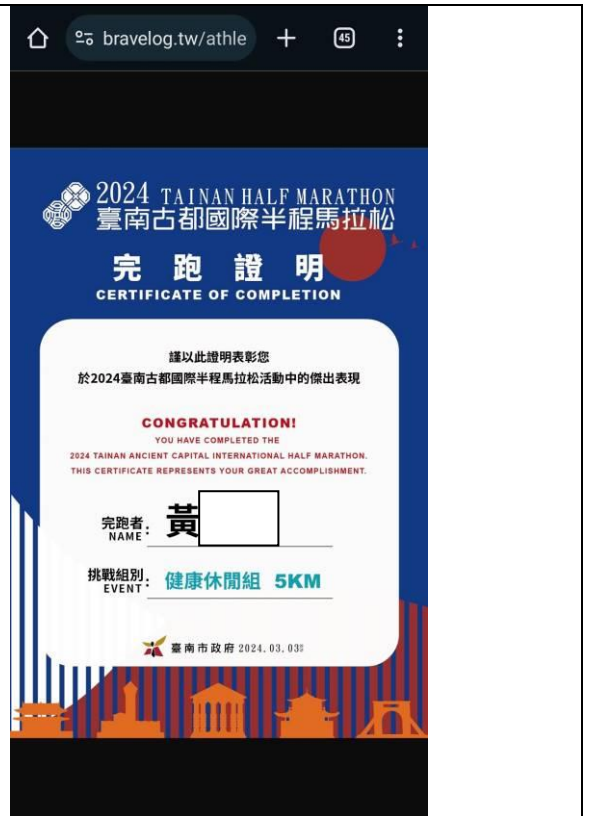 bravelog.tw/athle
45
2024 TAINAN HALF MARATHON
臺南古都國際半程馬拉松
完跑證明
CERTIFICATE OF COMPLETION
謹以此證明表彰您
於2024臺南古都國際半程馬拉松活動中的傑出表現
CONGRATULATION!
YOU HAVE COMPLETED THE
2024 TAINAN ANCIENT CAPITAL INTERNATIONAL HALF MARATHON.
THIS CERTIFICATE REPRESENTS YOUR GREAT ACCOMPLISHMENT.
完跑者: 黃
NAME
挑戰組別: 健康休閒組 5KM
EVENT
臺南市政府 2024.03.03